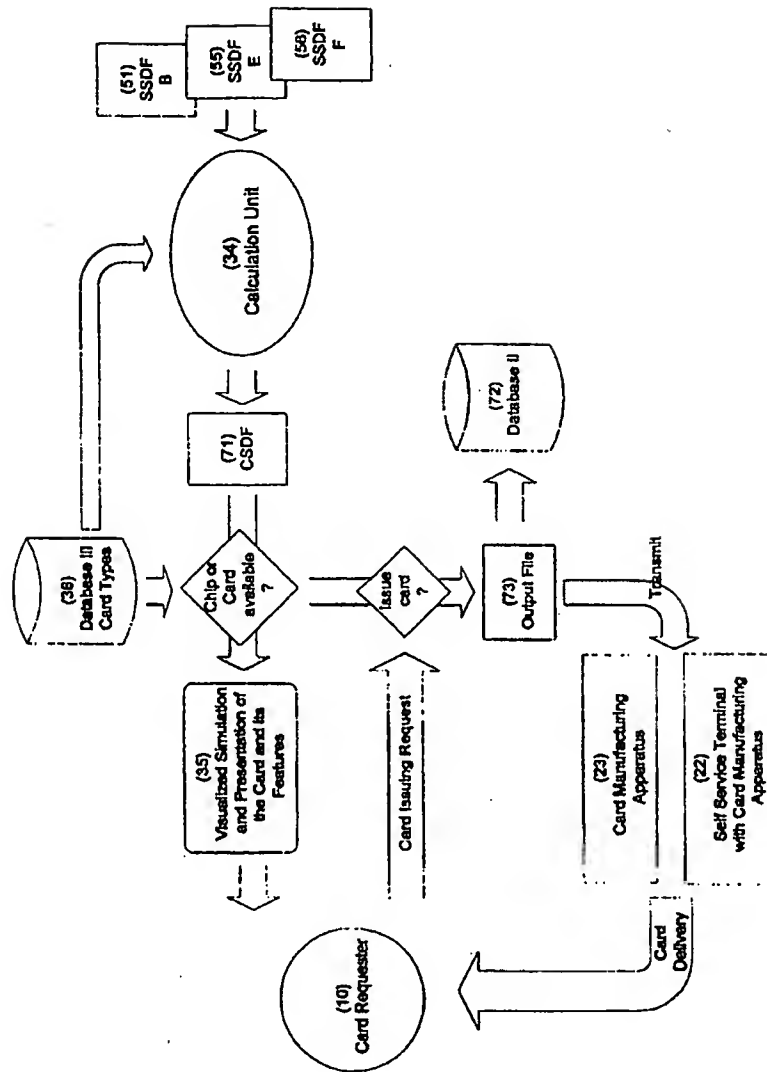 (10)
Card Requester
Card
Delivery
(35)
Visualized Simulation
and Presentation of
the Card and its
Features
Card Issuing Request
(23)
Card Manufacturing
Apparatus
(22)
Self Service Terminal
with Card Manufacturing
Apparatus
(36)
Database III
Card Types
Chip or
Card
available
?
Issue
card
?
(73)
Output File
Transmit
(71)
CSDF
(72)
Database II
(34)
Calculation Unit
(51)
SSDF
B
(55)
SSDF
E
(56)
SSDF
F